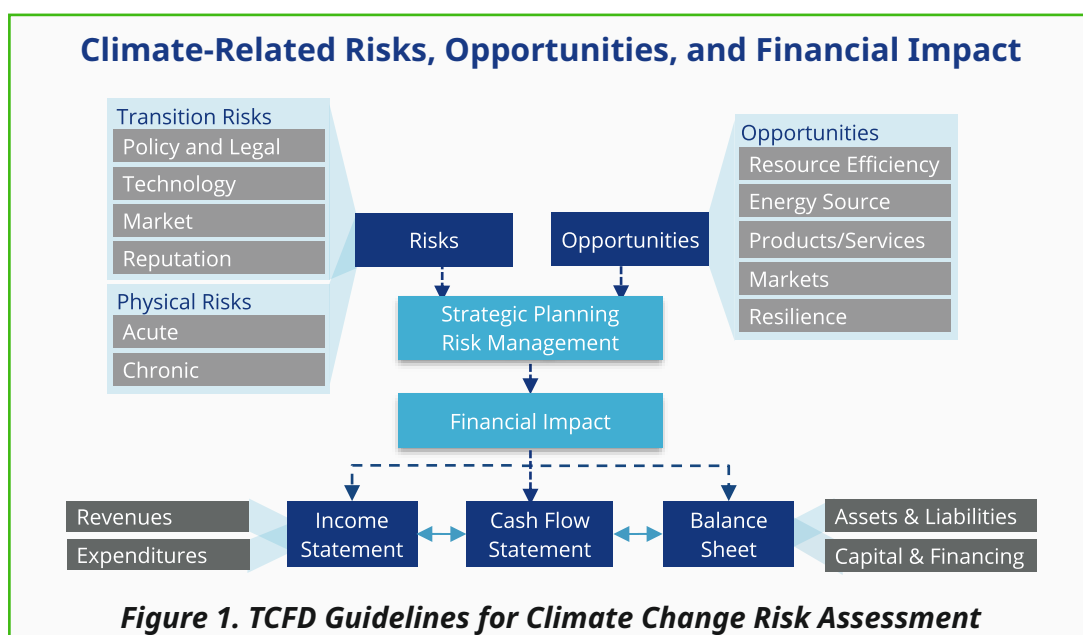 Climate-Related Risks, Opportunities, and Financial Impact
Transition Risks
Policy and Legal
Technology
Market
Reputation
Physical Risks
Acute
Chronic
Risks
Opportunities
Opportunities
Resource Efficiency
Energy Source
Products/Services
Markets
Resilience
Strategic Planning
Risk Management
Financial Impact
Revenues
Expenditures
Income
Statement
Cash Flow
Statement
Balance
Sheet
Assets & Liabilities
Capital & Financing
Figure 1. TCFD Guidelines for Climate Change Risk Assessment